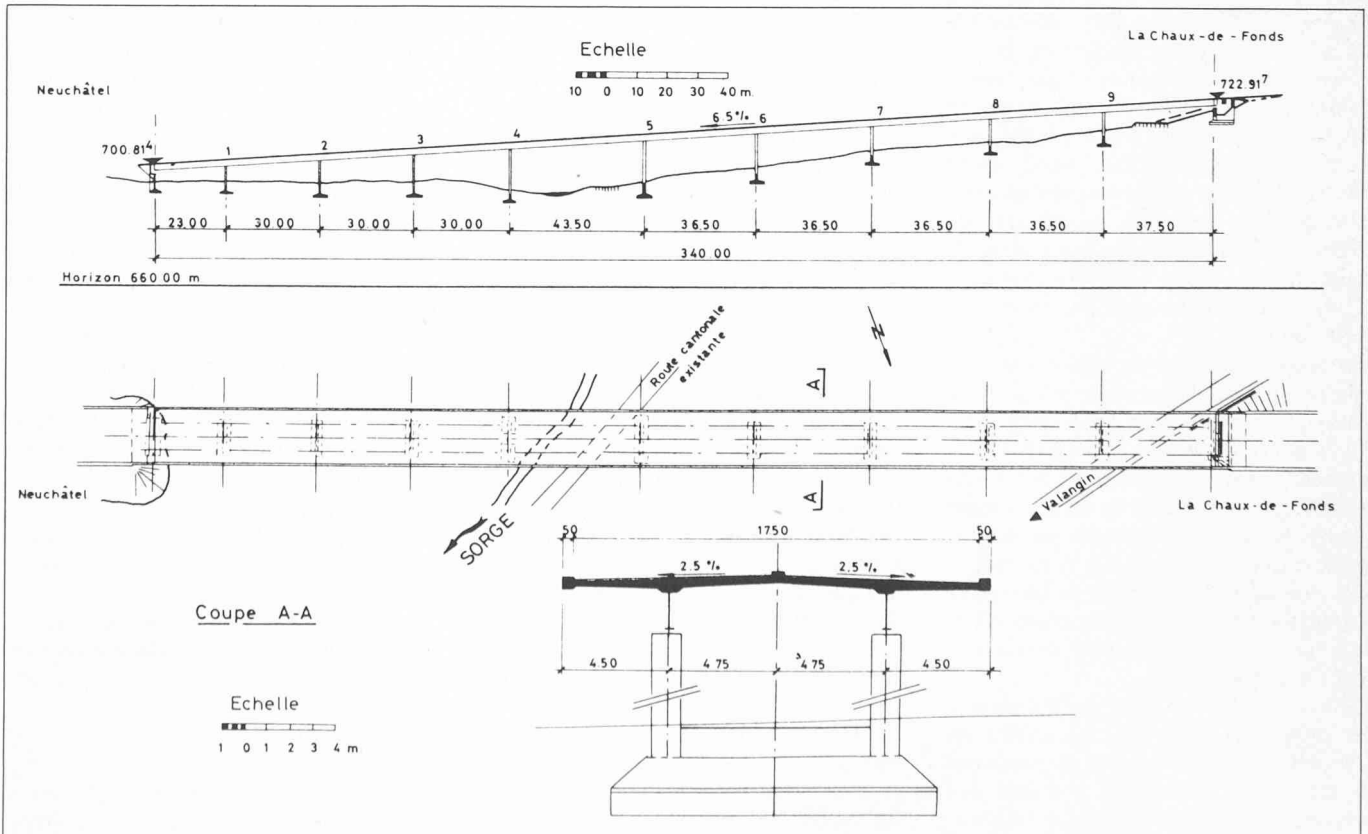 La Chaux-de-Fonds
Echelle
10 0 10 20 30 40 m.
Neuchâtel
722.91⁷
700.81⁴
1 2 3 4 5 6 7 8 9
6.5%
23.00 30.00 30.00 30.00 43.50 36.50 36.50 36.50 36.50 37.50
340.00
Horizon 660.00 m
Route cantonale
existante
N
A
A
Neuchâtel
SORGE
Valangin
La Chaux-de-Fonds
50 1750 50
2.5% 2.5%
Coupe A-A
4.50 4.75 4.75 4.50
Echelle
1 0 1 2 3 4 m